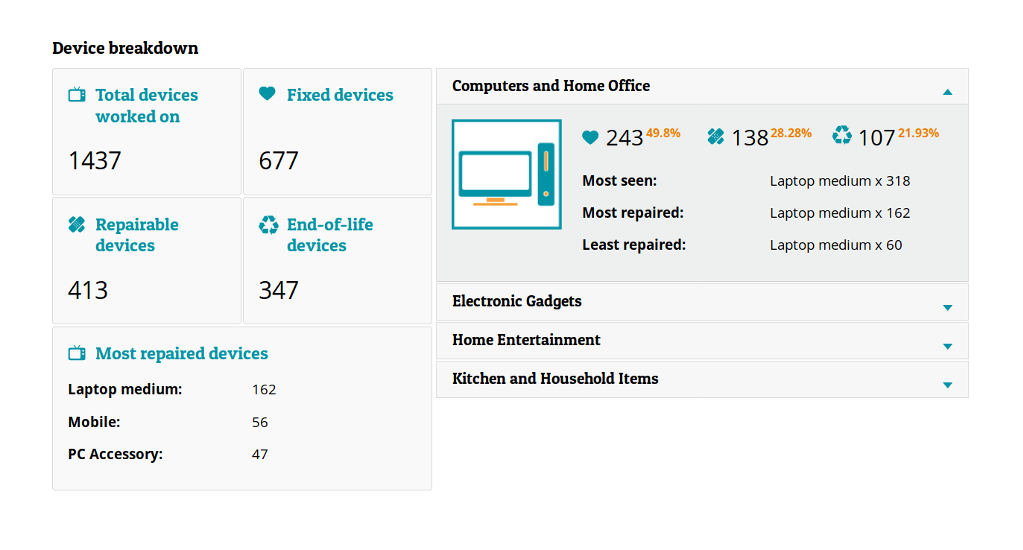 Device breakdown
Total devices
worked on
1437
Fixed devices
677
Repairable
devices
413
End-of-life
devices
347
Most repaired devices
Laptop medium: 162
Mobile: 56
PC Accessory: 47
Computers and Home Office
243 49.8% 138 28.28% 107 21.93%
Most seen: Laptop medium x 318
Most repaired: Laptop medium x 162
Least repaired: Laptop medium x 60
Electronic Gadgets
Home Entertainment
Kitchen and Household Items